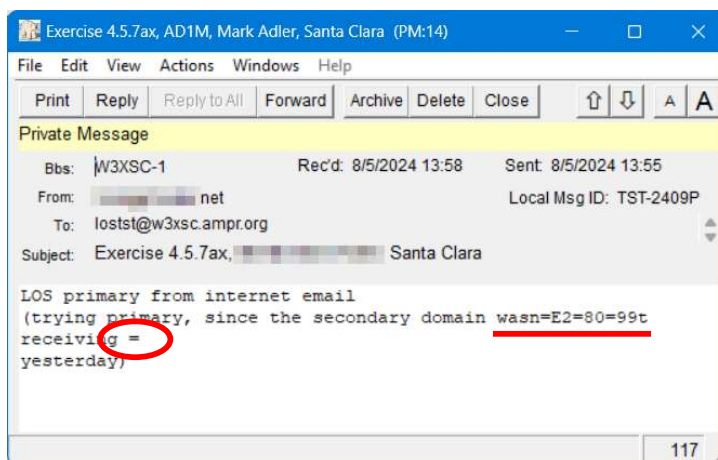 Exercise 4.5.7ax, AD1M, Mark Adler, Santa Clara (PM:14)
File Edit View Actions Windows Help
Print Reply Reply to All Forward Archive Delete Close A A
Private Message
Bbs: W3XSC-1 Rec'd: 8/5/2024 13:58 Sent: 8/5/2024 13:55
From: net Local Msg ID: TST-2409P
To: lostst@w3xsc.ampr.org
Subject: Exercise 4.5.7ax, Santa Clara
LOS primary from internet email
(trying primary, since the secondary domain wasn=E2=80=99t
receiving =
yesterday)
117